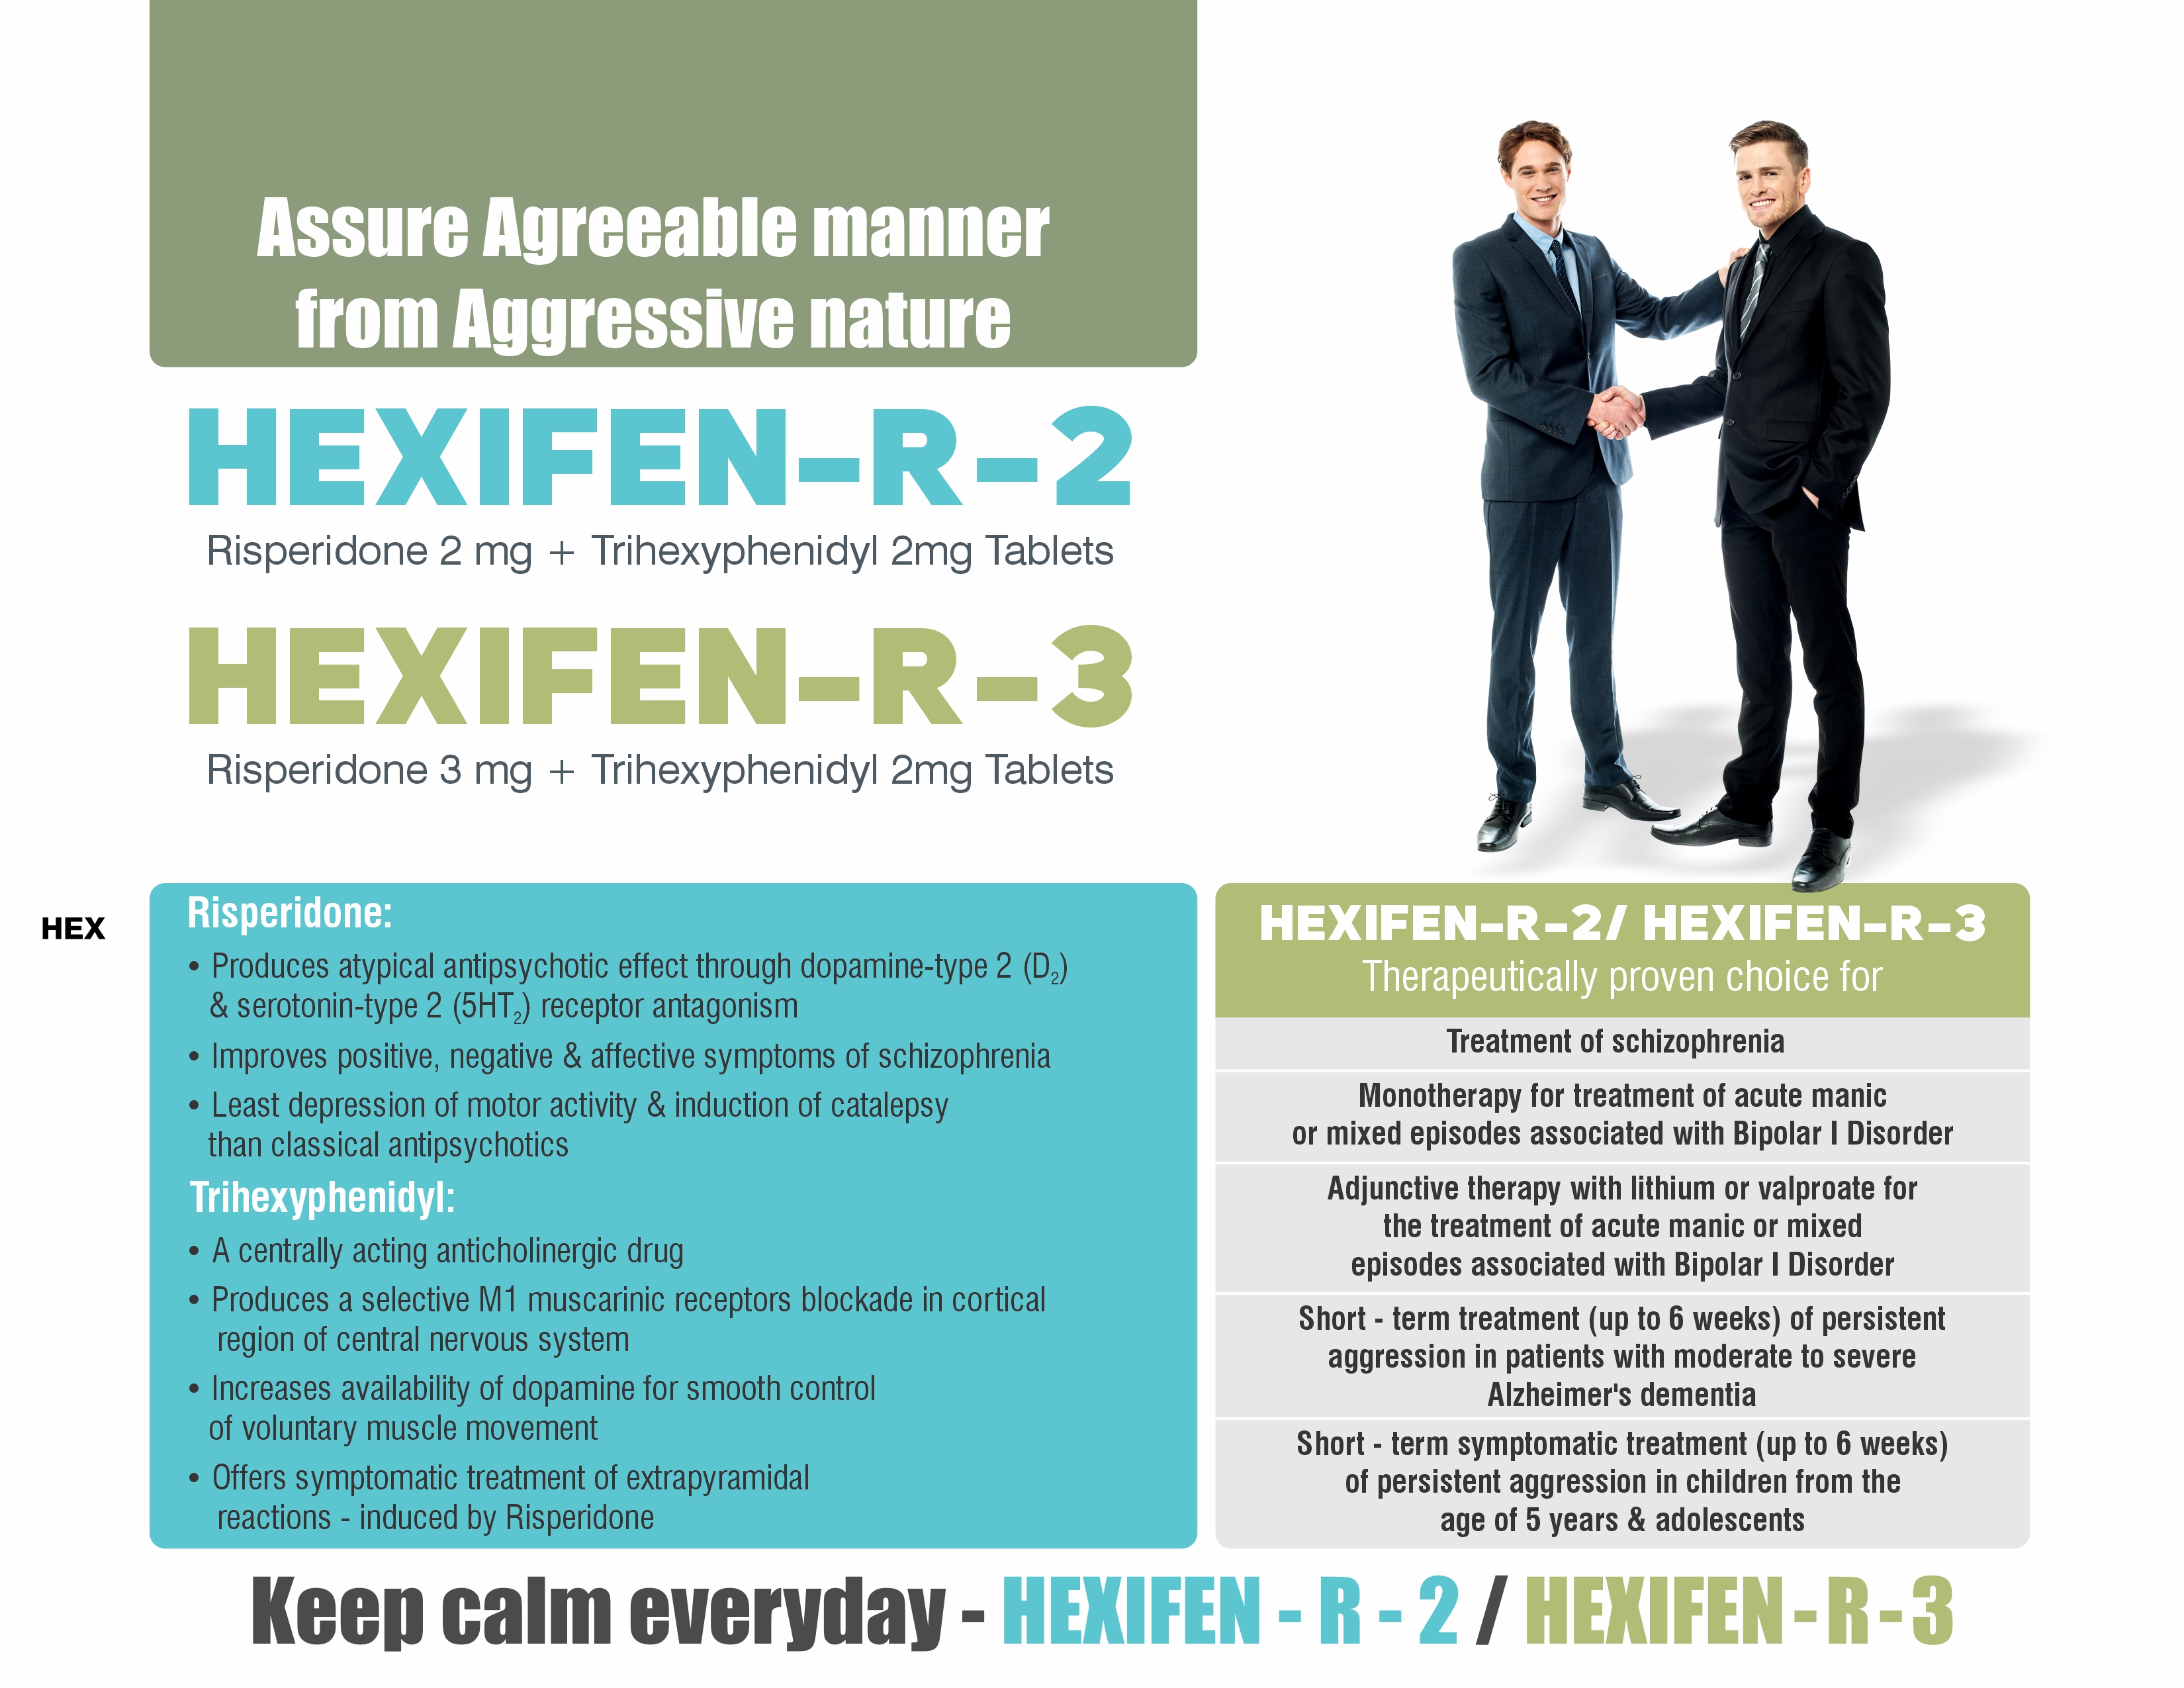 Assure Agreeable manner
from Aggressive nature
HEXIFEN-R-2
Risperidone 2 mg + Trihexyphenidyl 2mg Tablets
HEXIFEN-R-3
Risperidone 3 mg + Trihexyphenidyl 2mg Tablets
HEX
Risperidone:
• Produces atypical antipsychotic effect through dopamine-type 2 (D₂)
& serotonin-type 2 (5HT₂) receptor antagonism
• Improves positive, negative & affective symptoms of schizophrenia
• Least depression of motor activity & induction of catalepsy
than classical antipsychotics
Trihexyphenidyl:
• A centrally acting anticholinergic drug
• Produces a selective M1 muscarinic receptors blockade in cortical
region of central nervous system
• Increases availability of dopamine for smooth control
of voluntary muscle movement
• Offers symptomatic treatment of extrapyramidal
reactions - induced by Risperidone
HEXIFEN-R-2/ HEXIFEN-R-3
Therapeutically proven choice for
Treatment of schizophrenia
Monotherapy for treatment of acute manic
or mixed episodes associated with Bipolar I Disorder
Adjunctive therapy with lithium or valproate for
the treatment of acute manic or mixed
episodes associated with Bipolar I Disorder
Short - term treatment (up to 6 weeks) of persistent
aggression in patients with moderate to severe
Alzheimer's dementia
Short - term symptomatic treatment (up to 6 weeks)
of persistent aggression in children from the
age of 5 years & adolescents
Keep calm everyday - HEXIFEN - R - 2 / HEXIFEN-R-3